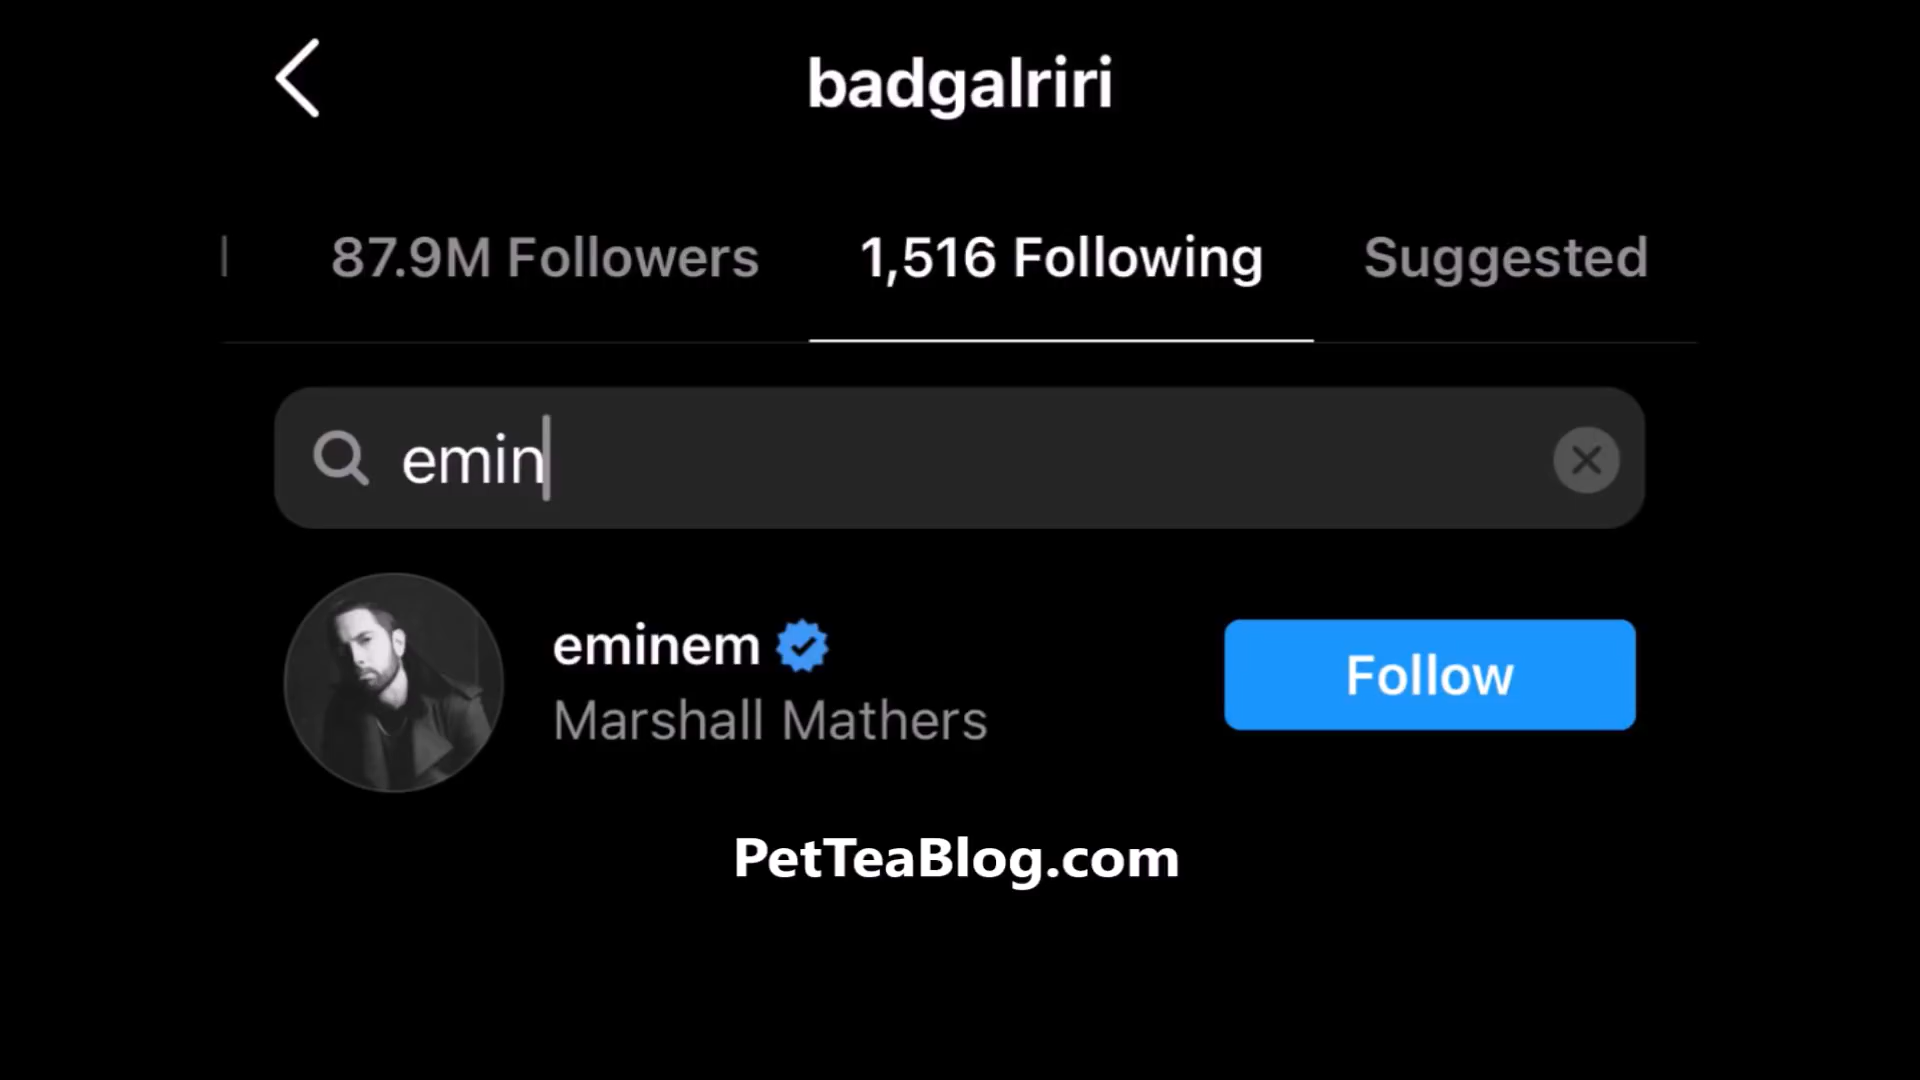 badgalriri
87.9M Followers 1,516 Following Suggested
emin
eminem
Marshall Mathers
Follow
PetTeaBlog.com